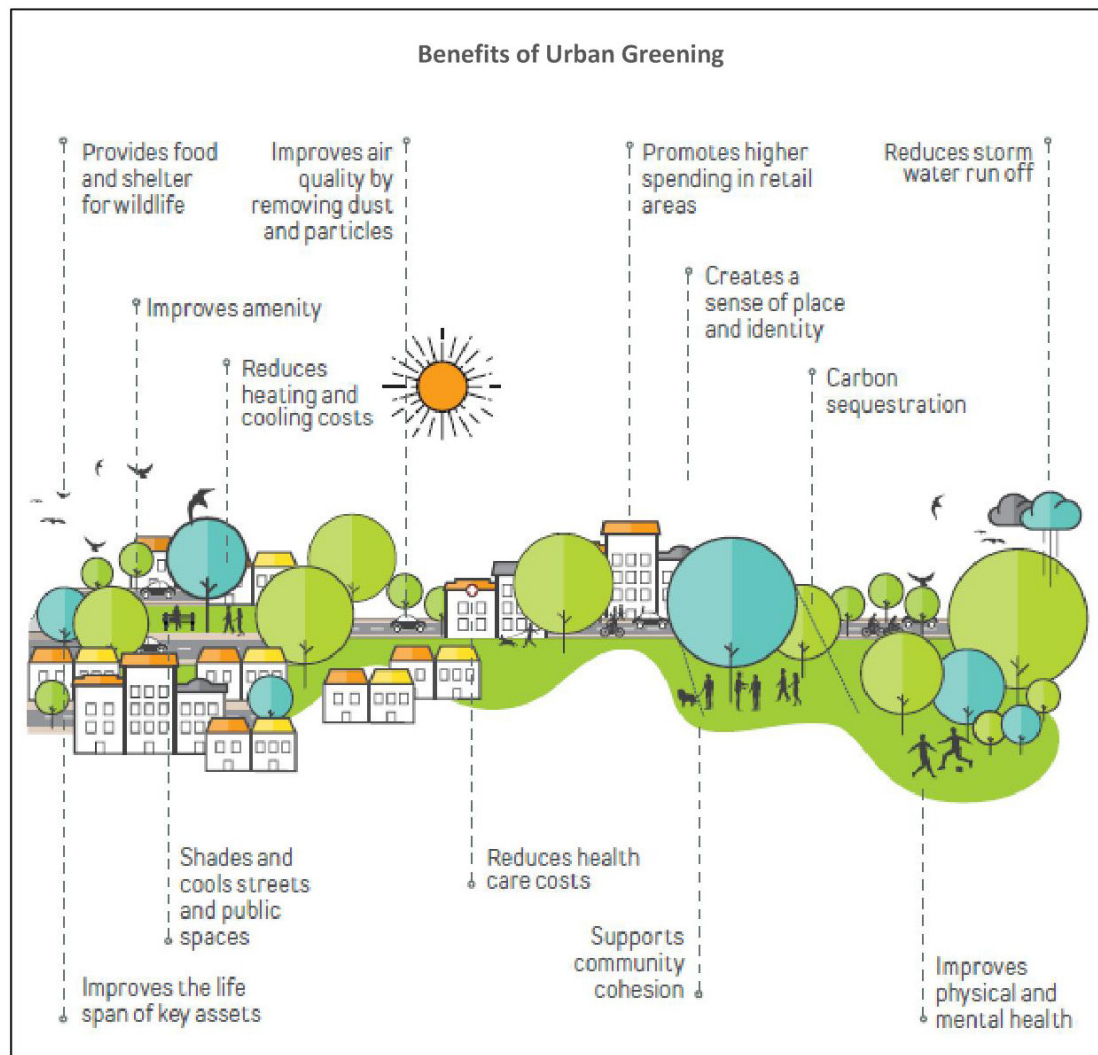 Benefits of Urban Greening
Provides food
and shelter
for wildlife
Improves air
quality by
removing dust
and particles
Promotes higher
spending in retail
areas
Reduces storm
water run off
Improves amenity
Creates a
sense of place
and identity
Reduces
heating and
cooling costs
Carbon
sequestration
Shades and
cools streets
and public
spaces
Reduces health
care costs
Supports
community
cohesion
Improves the life
span of key assets
Improves
physical and
mental health